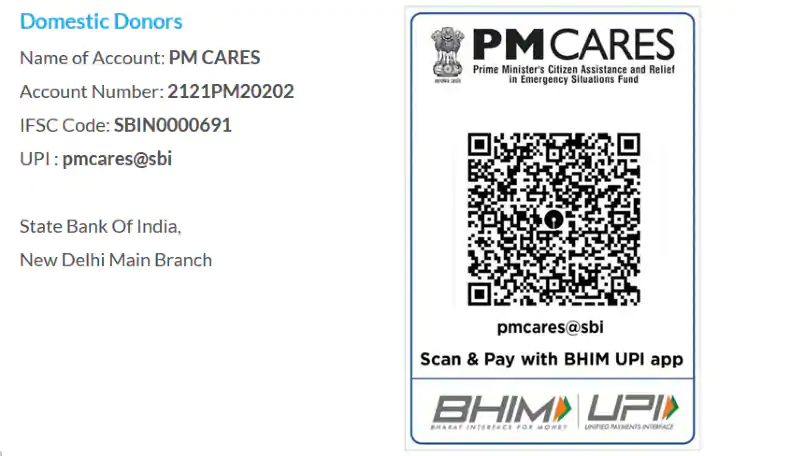 Domestic Donors
Name of Account: PM CARES
Account Number: 2121PM20202
IFSC Code: SBIN0000691
UPI : pmcares@sbi
State Bank Of India,
New Delhi Main Branch
PM CARES
Prime Minister's Citizen Assistance and Relief
in Emergency Situations Fund
pmcares@sbi
Scan & Pay with BHIM UPI app
BHIM
BHARAT INTERFACE FOR MONEY
UPI
UNIFIED PAYMENTS INTERFACE